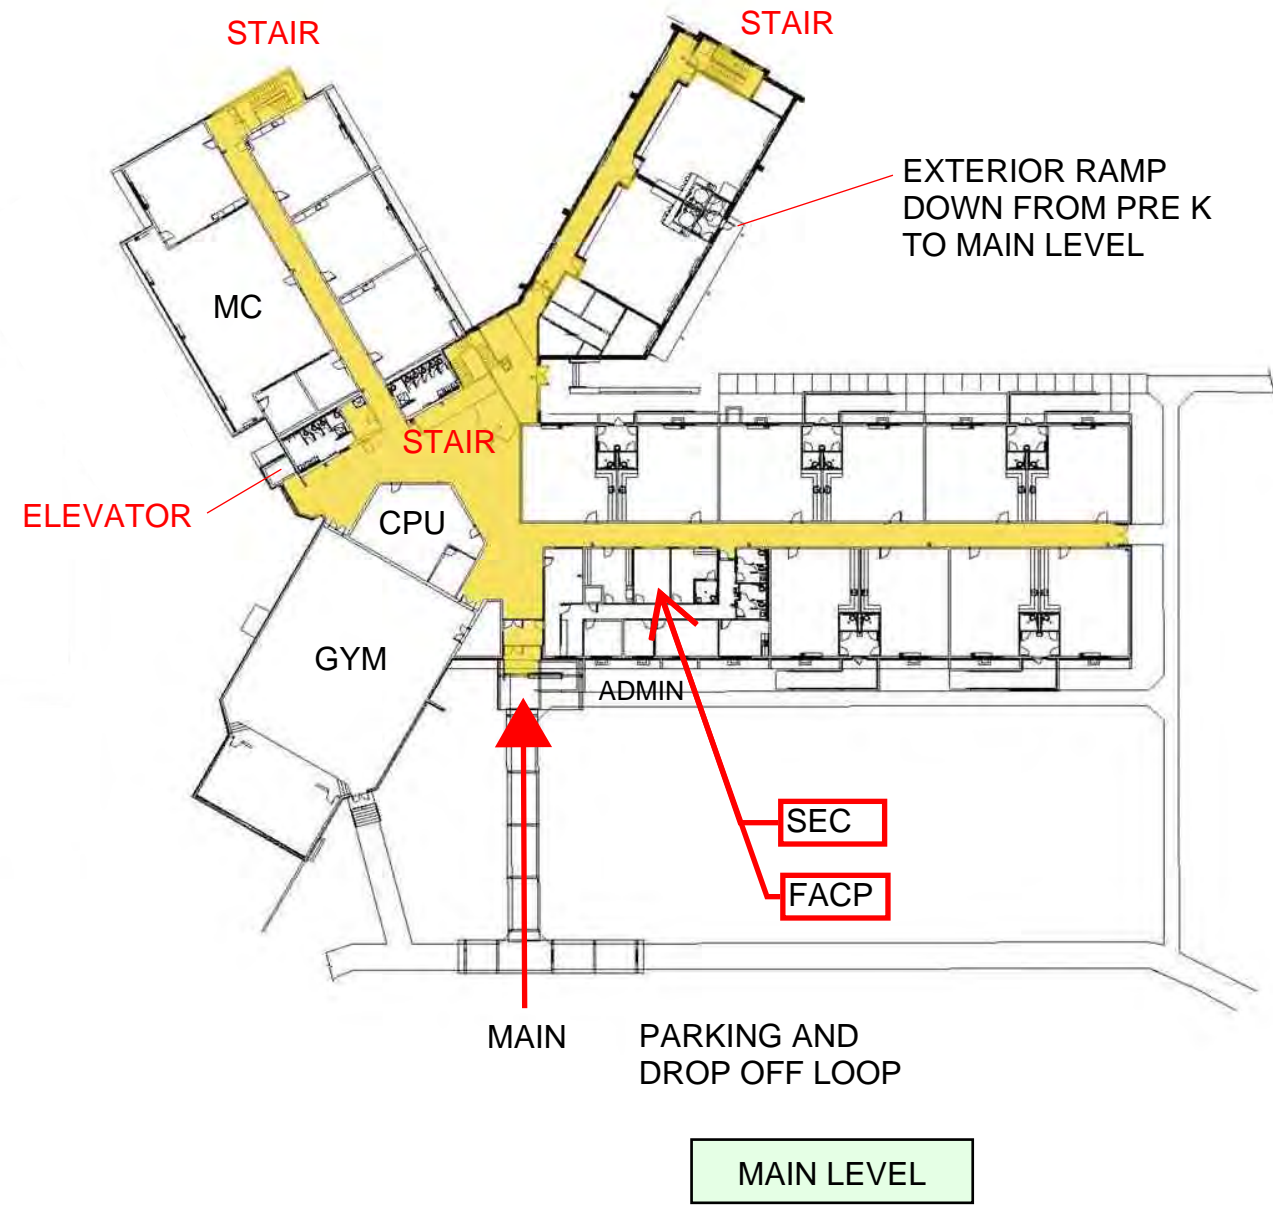 STAIR
STAIR
EXTERIOR RAMP
DOWN FROM PRE K
TO MAIN LEVEL
MC
STAIR
ELEVATOR
CPU
GYM
ADMIN
SEC
FACP
MAIN
PARKING AND
DROP OFF LOOP
MAIN LEVEL